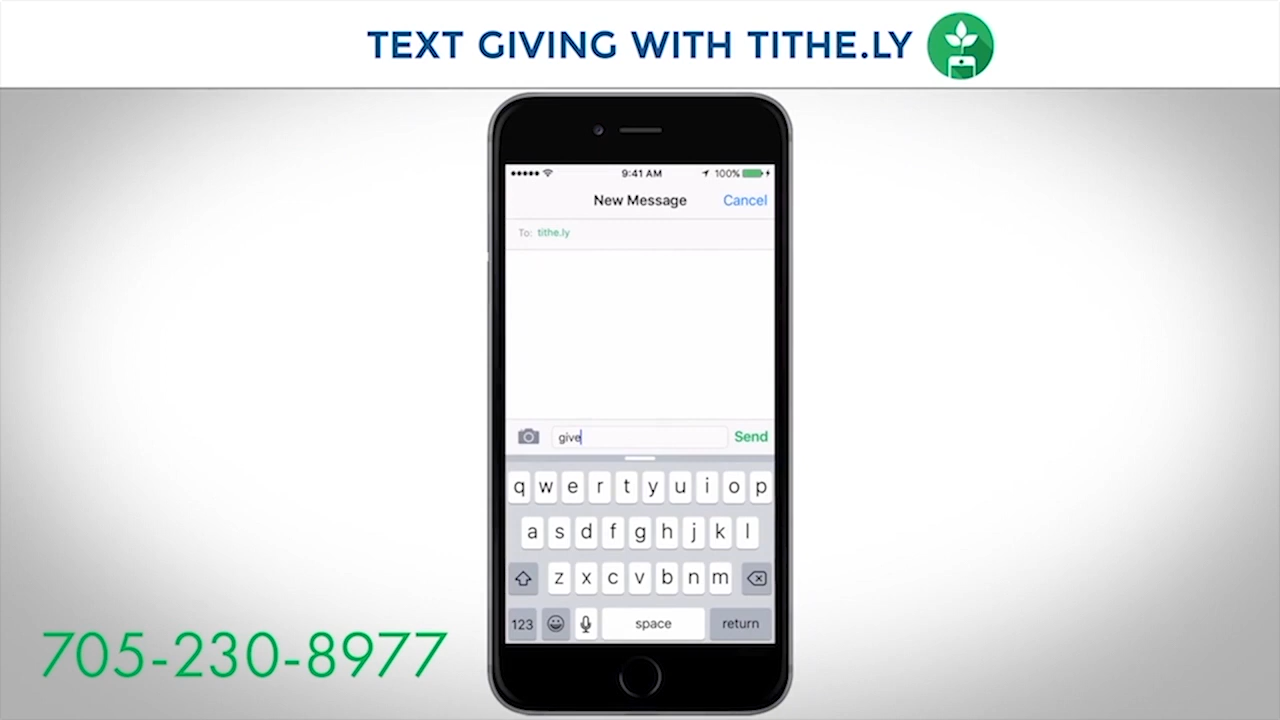 TEXT GIVING WITH TITHE.LY
9:41 AM 100%
New Message Cancel
To: tithe.ly
give Send
q w e r t y u i o p
a s d f g h j k l
z x c v b n m
123 space return
705-230-8977